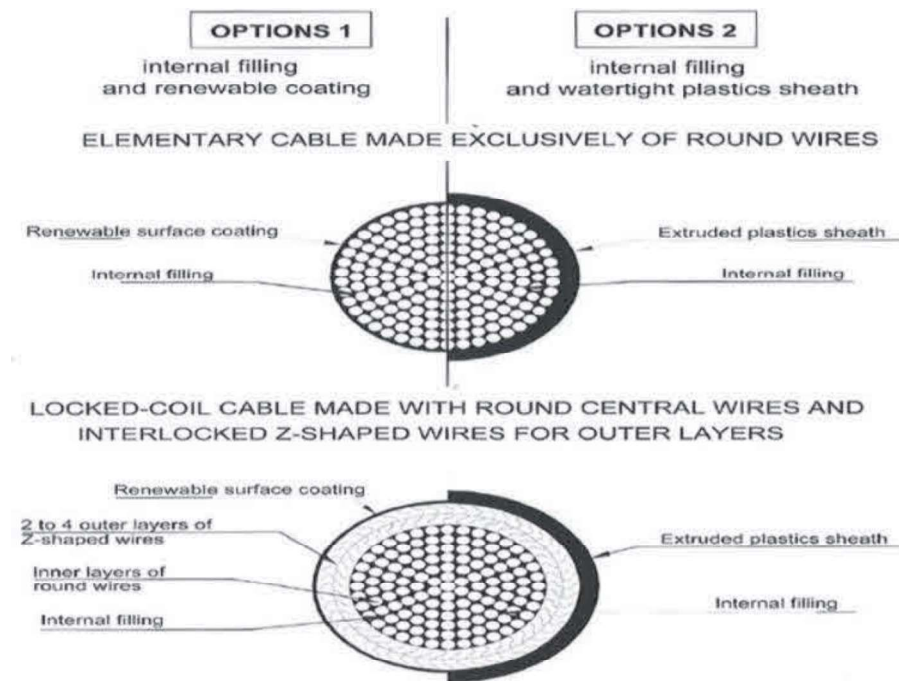 OPTIONS 1
internal filling
and renewable coating
OPTIONS 2
internal filling
and watertight plastics sheath
ELEMENTARY CABLE MADE EXCLUSIVELY OF ROUND WIRES
Renewable surface coating
Internal filling
Extruded plastics sheath
Internal filling
LOCKED-COIL CABLE MADE WITH ROUND CENTRAL WIRES AND
INTERLOCKED Z-SHAPED WIRES FOR OUTER LAYERS
Renewable surface coating
2 to 4 outer layers of
Z-shaped wires
Inner layers of
round wires
Internal filling
Extruded plastics sheath
Internal filling